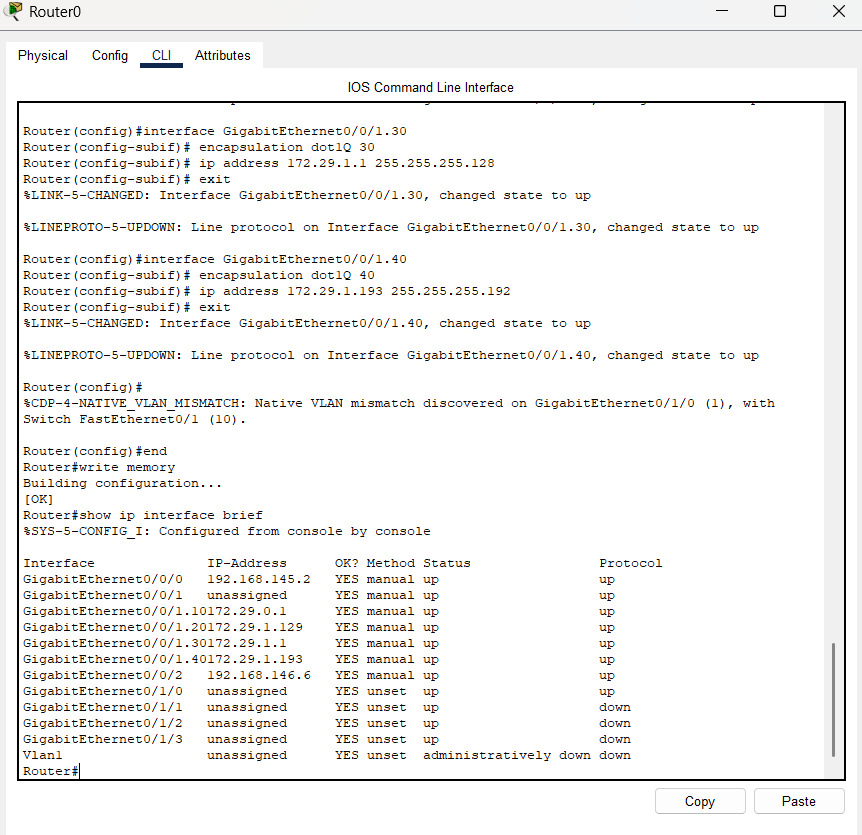 Router0
Physical Config CLI Attributes
IOS Command Line Interface
Router(config)#interface GigabitEthernet0/0/1.30
Router(config-subif)# encapsulation dot1Q 30
Router(config-subif)# ip address 172.29.1.1 255.255.255.128
Router(config-subif)# exit
%LINK-5-CHANGED: Interface GigabitEthernet0/0/1.30, changed state to up
%LINEPROTO-5-UPDOWN: Line protocol on Interface GigabitEthernet0/0/1.30, changed state to up
Router(config)#interface GigabitEthernet0/0/1.40
Router(config-subif)# encapsulation dot1Q 40
Router(config-subif)# ip address 172.29.1.193 255.255.255.192
Router(config-subif)# exit
%LINK-5-CHANGED: Interface GigabitEthernet0/0/1.40, changed state to up
%LINEPROTO-5-UPDOWN: Line protocol on Interface GigabitEthernet0/0/1.40, changed state to up
Router(config)#
%CDP-4-NATIVE_VLAN_MISMATCH: Native VLAN mismatch discovered on GigabitEthernet0/1/0 (1), with
Switch FastEthernet0/1 (10).
Router(config)#end
Router#write memory
Building configuration...
[OK]
Router#show ip interface brief
%SYS-5-CONFIG_I: Configured from console by console
Interface IP-Address OK? Method Status Protocol
GigabitEthernet0/0/0 192.168.145.2 YES manual up up
GigabitEthernet0/0/1 unassigned YES manual up up
GigabitEthernet0/0/1.10172.29.0.1 YES manual up up
GigabitEthernet0/0/1.20172.29.1.129 YES manual up up
GigabitEthernet0/0/1.30172.29.1.1 YES manual up up
GigabitEthernet0/0/1.40172.29.1.193 YES manual up up
GigabitEthernet0/0/2 192.168.146.6 YES manual up up
GigabitEthernet0/1/0 unassigned YES unset up up
GigabitEthernet0/1/1 unassigned YES unset up down
GigabitEthernet0/1/2 unassigned YES unset up down
GigabitEthernet0/1/3 unassigned YES unset up down
Vlan1 unassigned YES unset administratively down down
Router#
Copy Paste